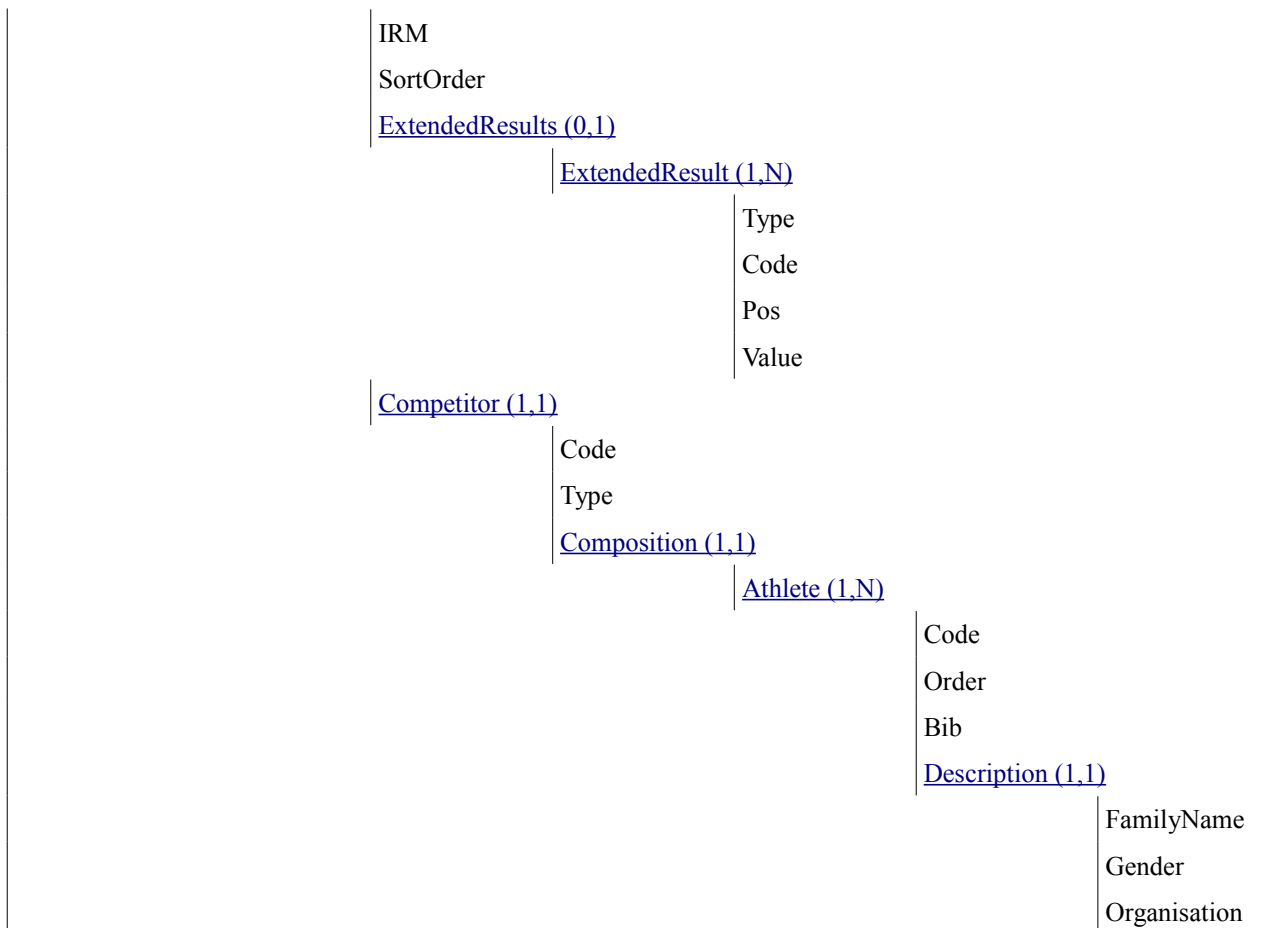 IRM
SortOrder
ExtendedResults (0,1)
ExtendedResult (1,N)
Type
Code
Pos
Value
Competitor (1,1)
Code
Type
Composition (1,1)
Athlete (1,N)
Code
Order
Bib
Description (1,1)
FamilyName
Gender
Organisation